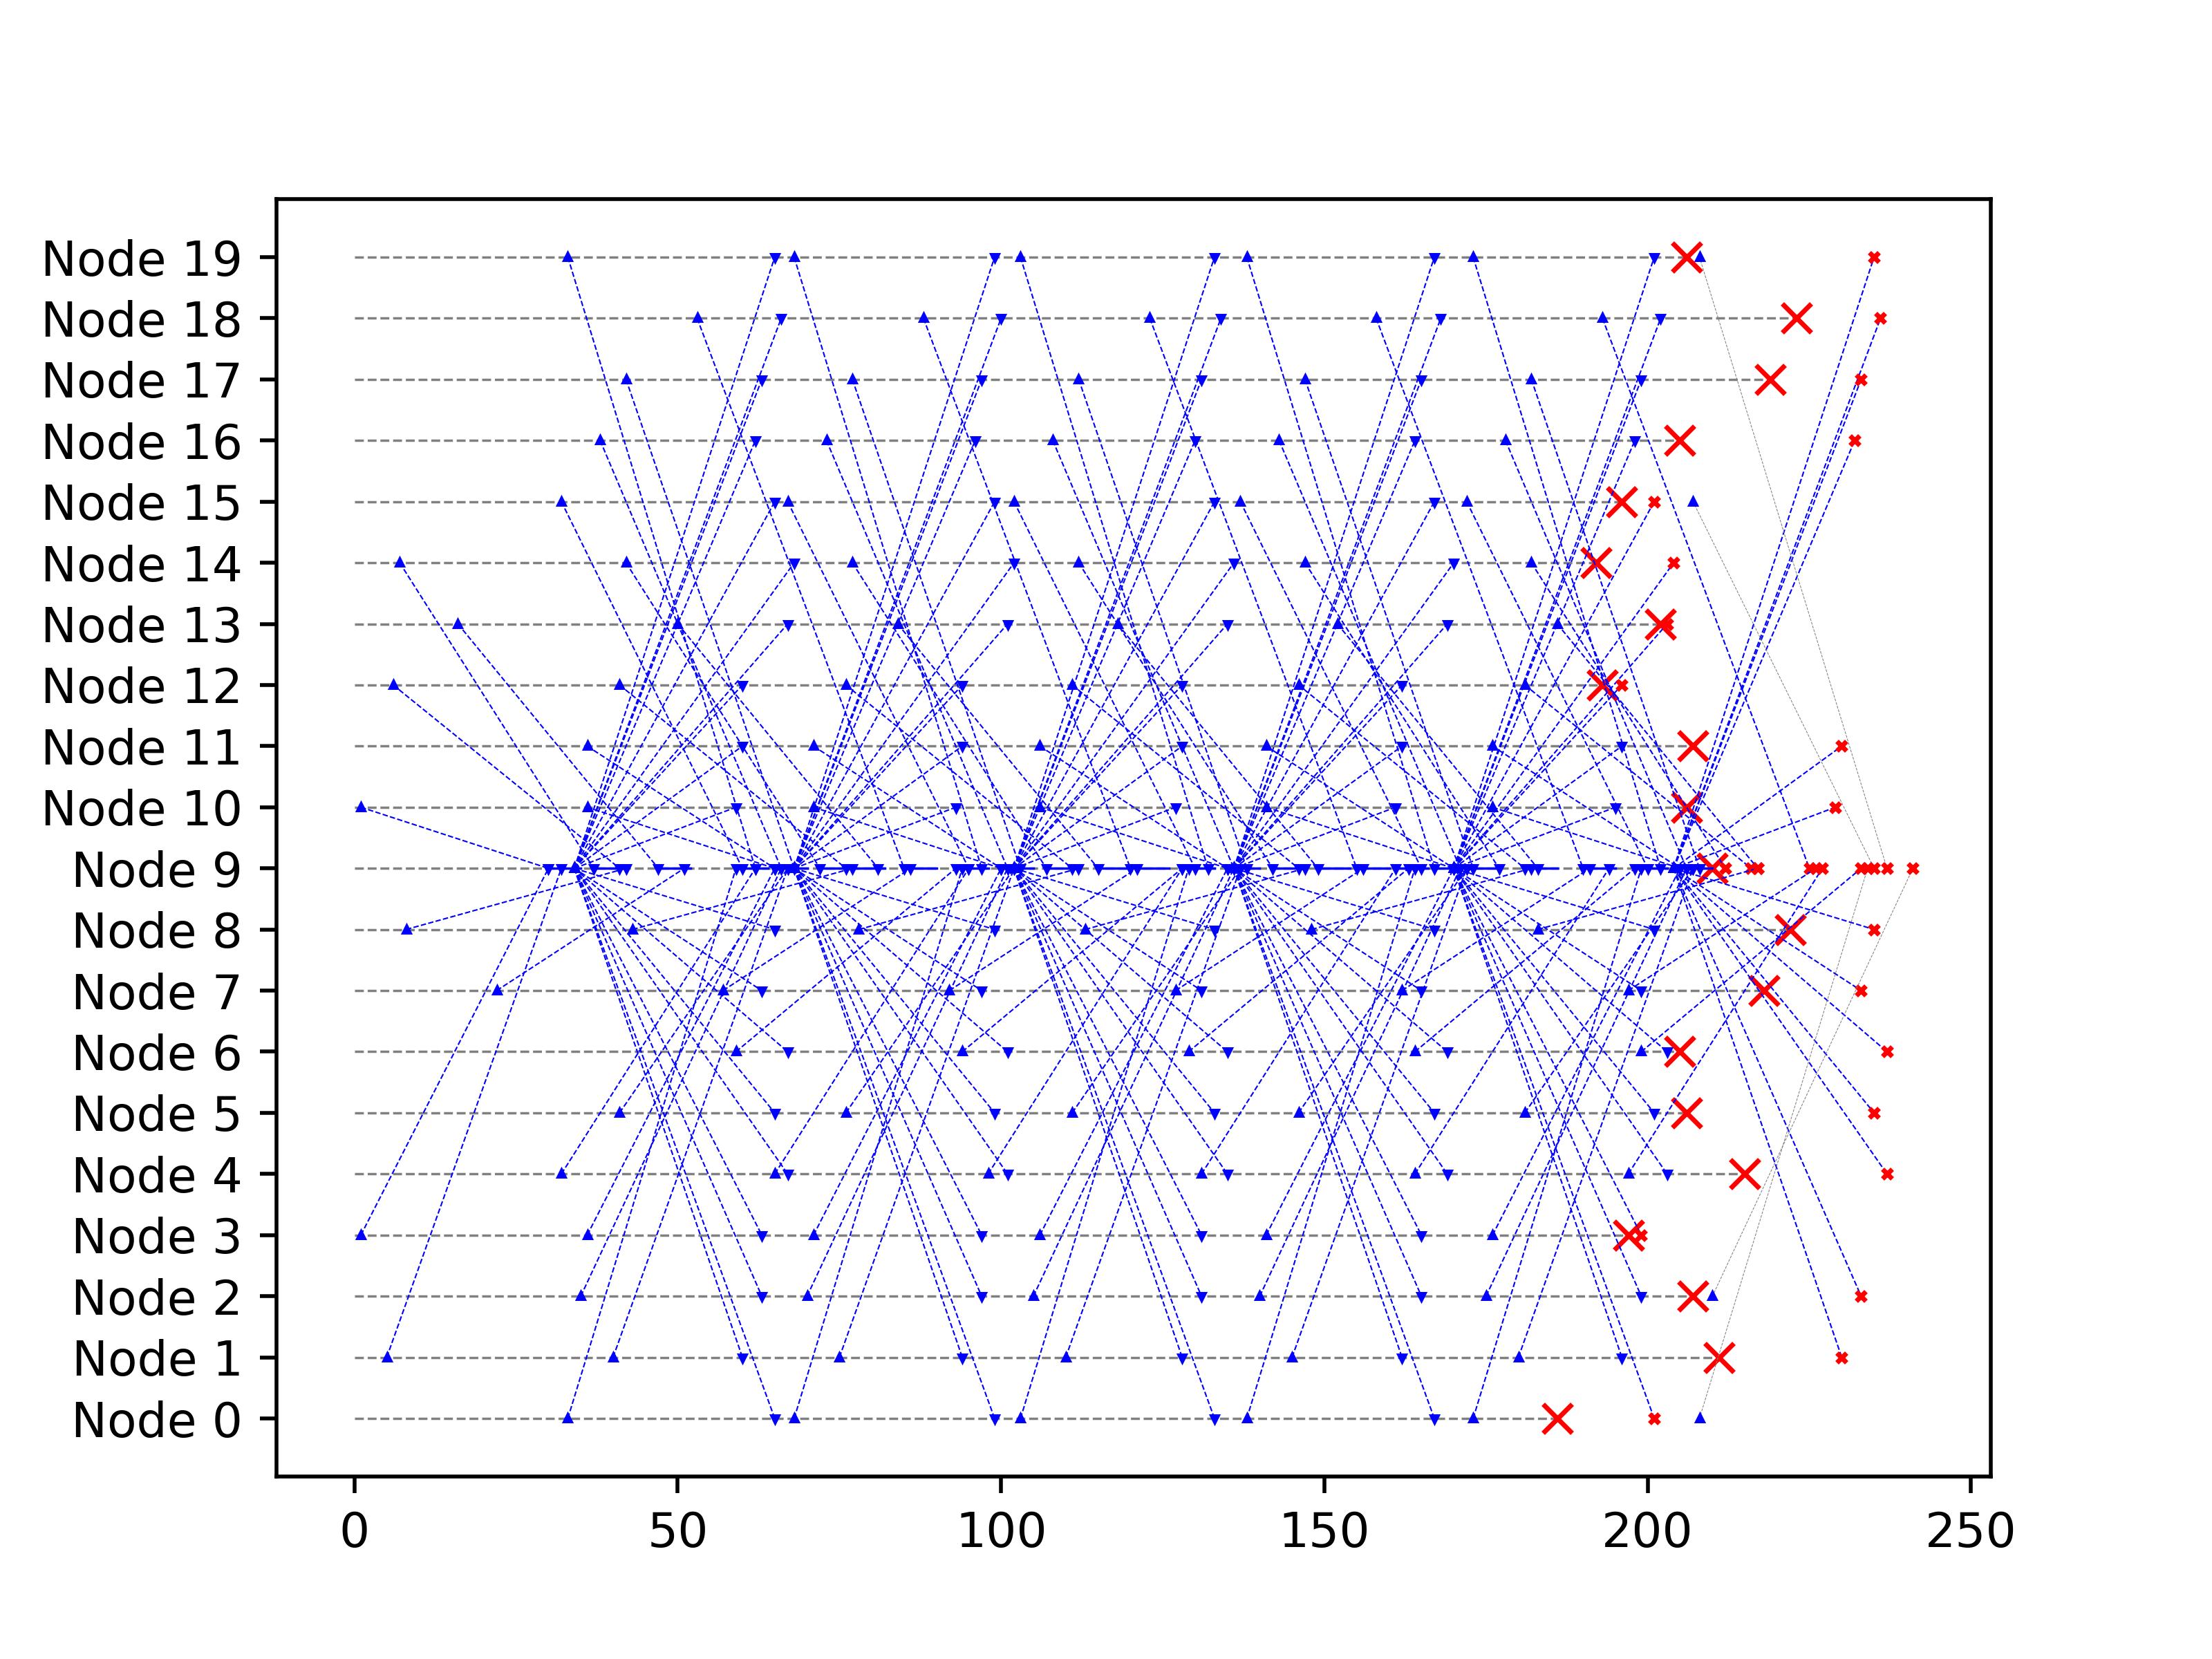 Node 19
Node 18
Node 17
Node 16
Node 15
Node 14
Node 13
Node 12
Node 11
Node 10
Node 9
Node 8
Node 7
Node 6
Node 5
Node 4
Node 3
Node 2
Node 1
Node 0
0 50 100 150 200 250